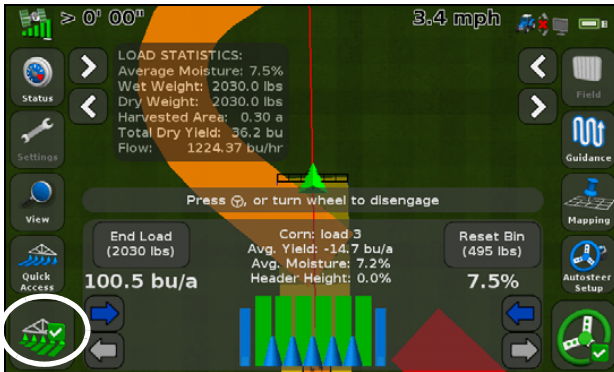 > 0' 00"
3.4 mph
LOAD STATISTICS:
Average Moisture: 7.5%
Wet Weight: 2030.0 lbs
Dry Weight: 2030.0 lbs
Harvested Area: 0.30 a
Total Dry Yield: 36.2 bu
Flow: 1224.37 bu/hr
Status
Field
Settings
Guidance
Press , or turn wheel to disengage
View
Mapping
End Load
(2030 lbs)
Corn: load 3
Avg. Yield: -14.7 bu/a
Avg. Moisture: 7.2%
Header Height: 0.0%
Reset Bin
(495 lbs)
Quick
Access
100.5 bu/a
7.5%
Autosteer
Setup